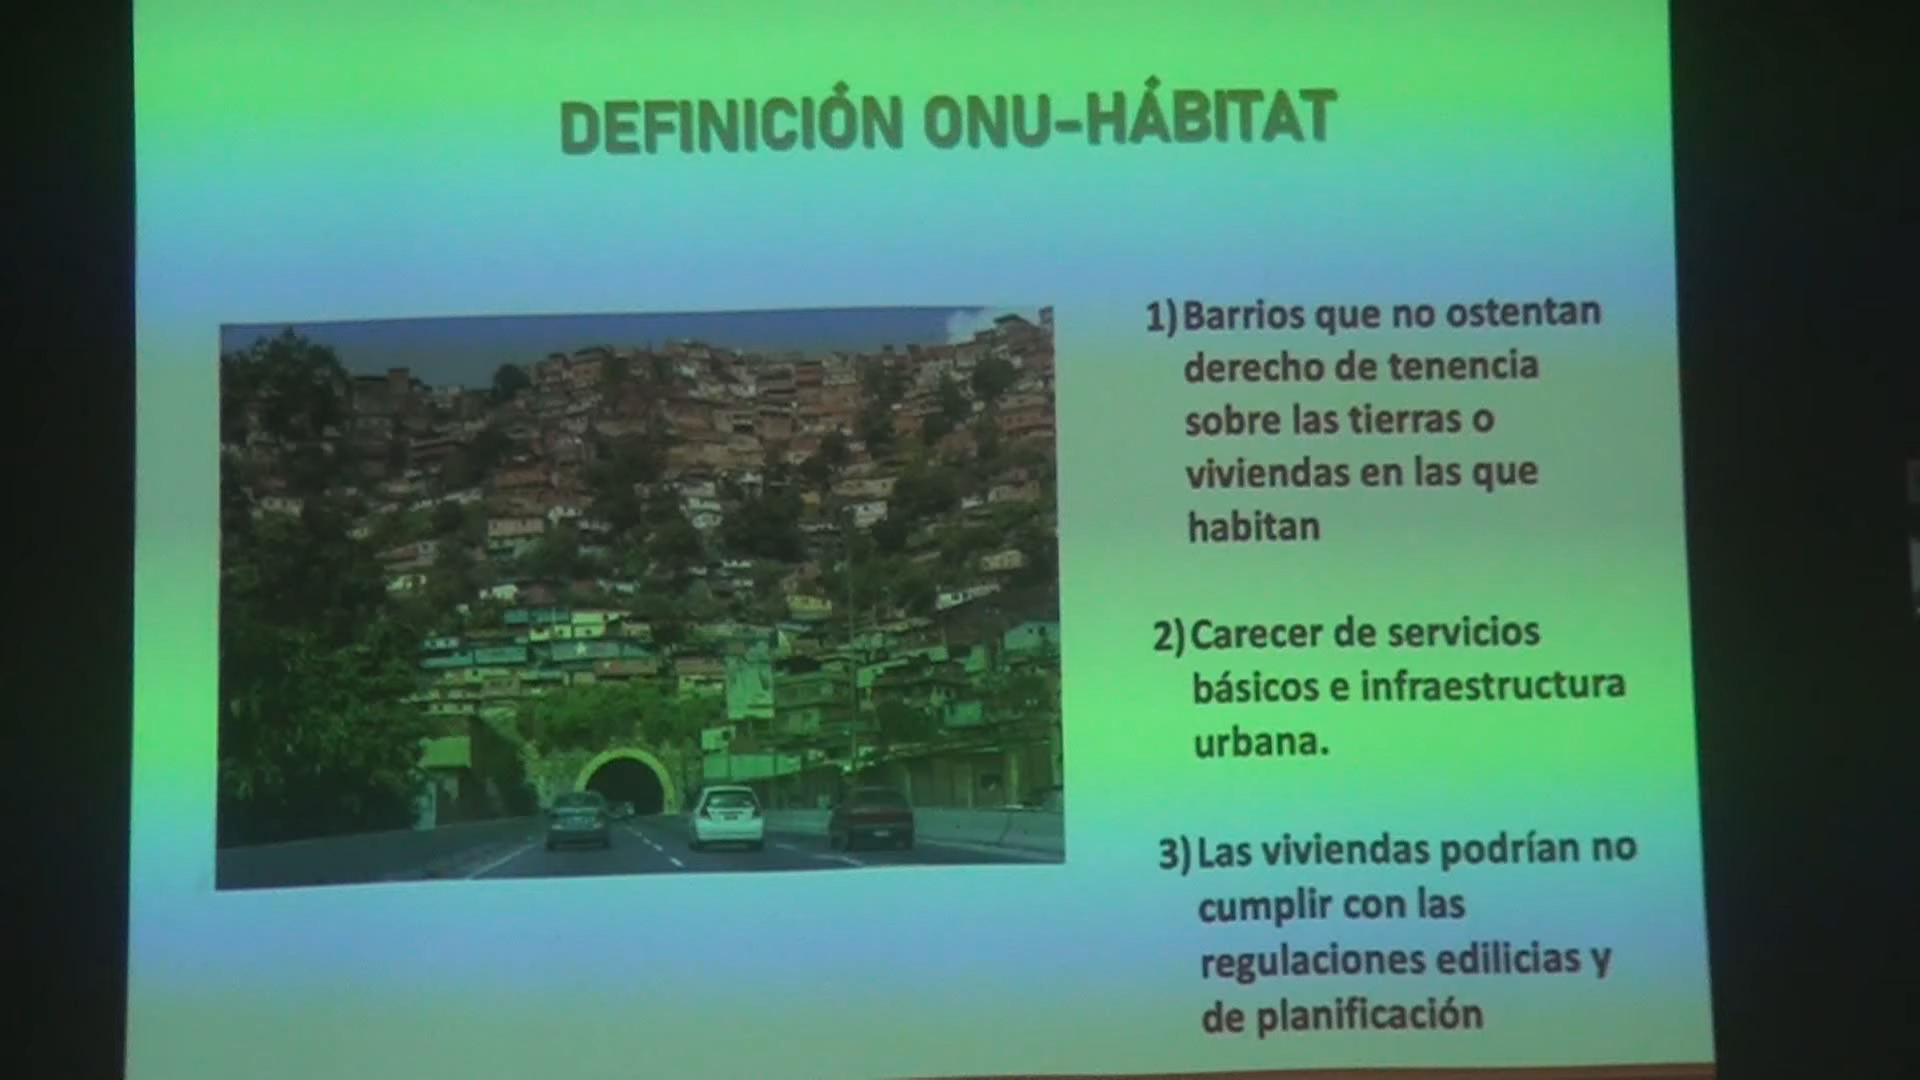 DEFINICIÓN ONU-HÁBITAT
1) Barrios que no ostentan
derecho de tenencia
sobre las tierras o
viviendas en las que
habitan
2) Carecer de servicios
básicos e infraestructura
urbana.
3) Las viviendas podrían no
cumplir con las
regulaciones edilicias y
de planificación